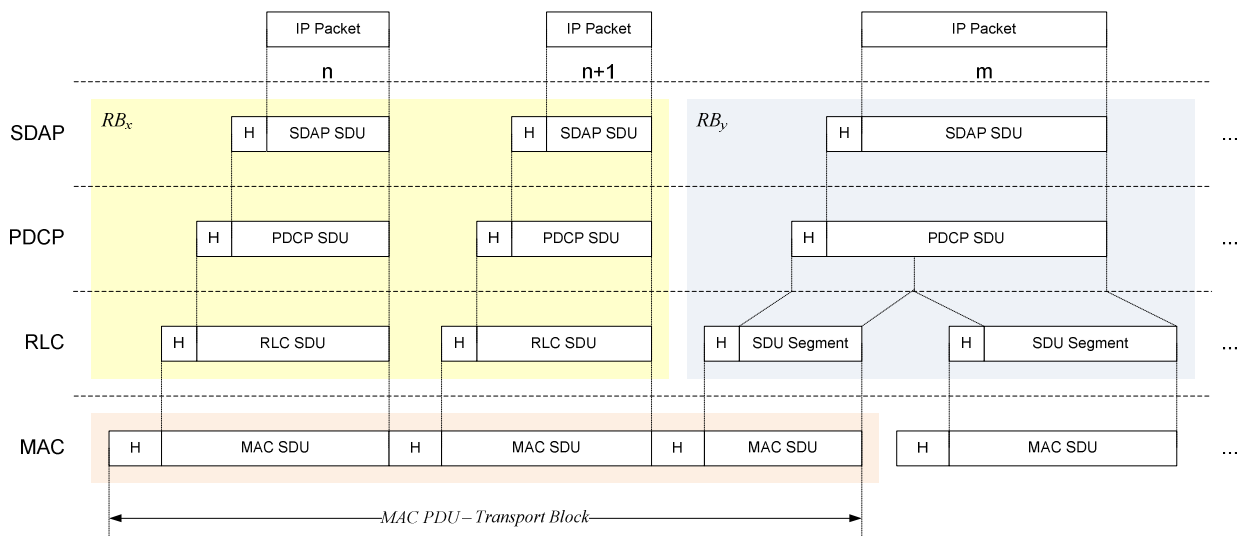 IP Packet IP Packet IP Packet
n n+1 m
RBx RBy
SDAP H SDAP SDU H SDAP SDU H SDAP SDU ...
PDCP H PDCP SDU H PDCP SDU H PDCP SDU ...
RLC H RLC SDU H RLC SDU H SDU Segment H SDU Segment ...
MAC H MAC SDU H MAC SDU H MAC SDU H MAC SDU ...
MAC PDU – Transport Block